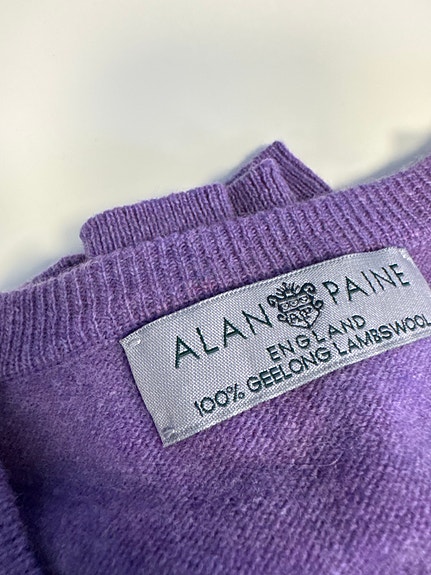 ALAN PAINE
ENGLAND
100% GEELONG LAMBSWOOL